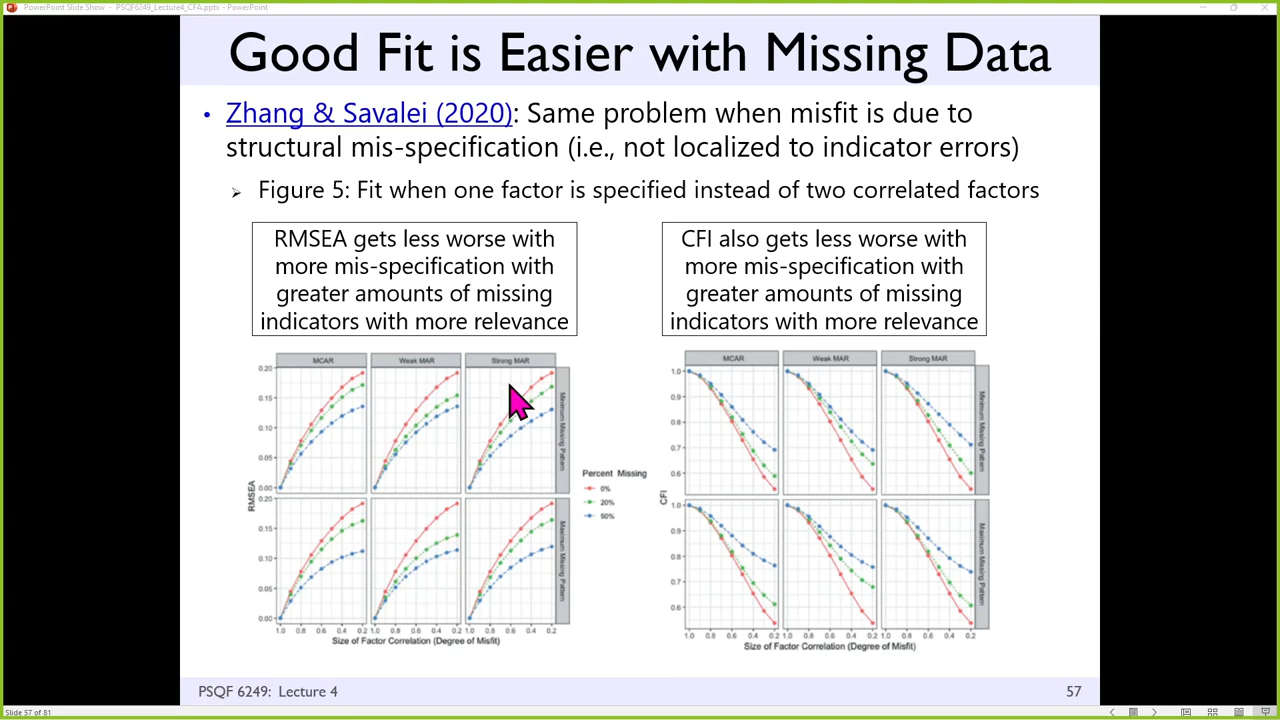 PowerPoint Slide Show - PSQF6249_Lecture4_CFA.ppts - PowerPoint
Good Fit is Easier with Missing Data
• Zhang & Savalei (2020): Same problem when misfit is due to
structural mis-specification (i.e., not localized to indicator errors)
➢ Figure 5: Fit when one factor is specified instead of two correlated factors
RMSEA gets less worse with
more mis-specification with
greater amounts of missing
indicators with more relevance
CFI also gets less worse with
more mis-specification with
greater amounts of missing
indicators with more relevance
MCAR Weak MAR Strong MAR
0.20
0.15
0.10
0.05
0.00
Minimum Missing Pattern
0.20
0.15
0.10
0.05
0.00
Maximum Missing Pattern
RMSEA
1.0 0.8 0.6 0.4 0.2 1.0 0.8 0.6 0.4 0.2 1.0 0.8 0.6 0.4 0.2
Size of Factor Correlation (Degree of Misfit)
Percent Missing
0%
20%
50%
MCAR Weak MAR Strong MAR
1.0
0.9
0.8
0.7
0.6
Minimum Missing Pattern
1.0
0.9
0.8
0.7
0.6
Maximum Missing Pattern
CFI
1.0 0.8 0.6 0.4 0.2 1.0 0.8 0.6 0.4 0.2 1.0 0.8 0.6 0.4 0.2
Size of Factor Correlation (Degree of Misfit)
PSQF 6249: Lecture 4
57
Slide 57 of 81